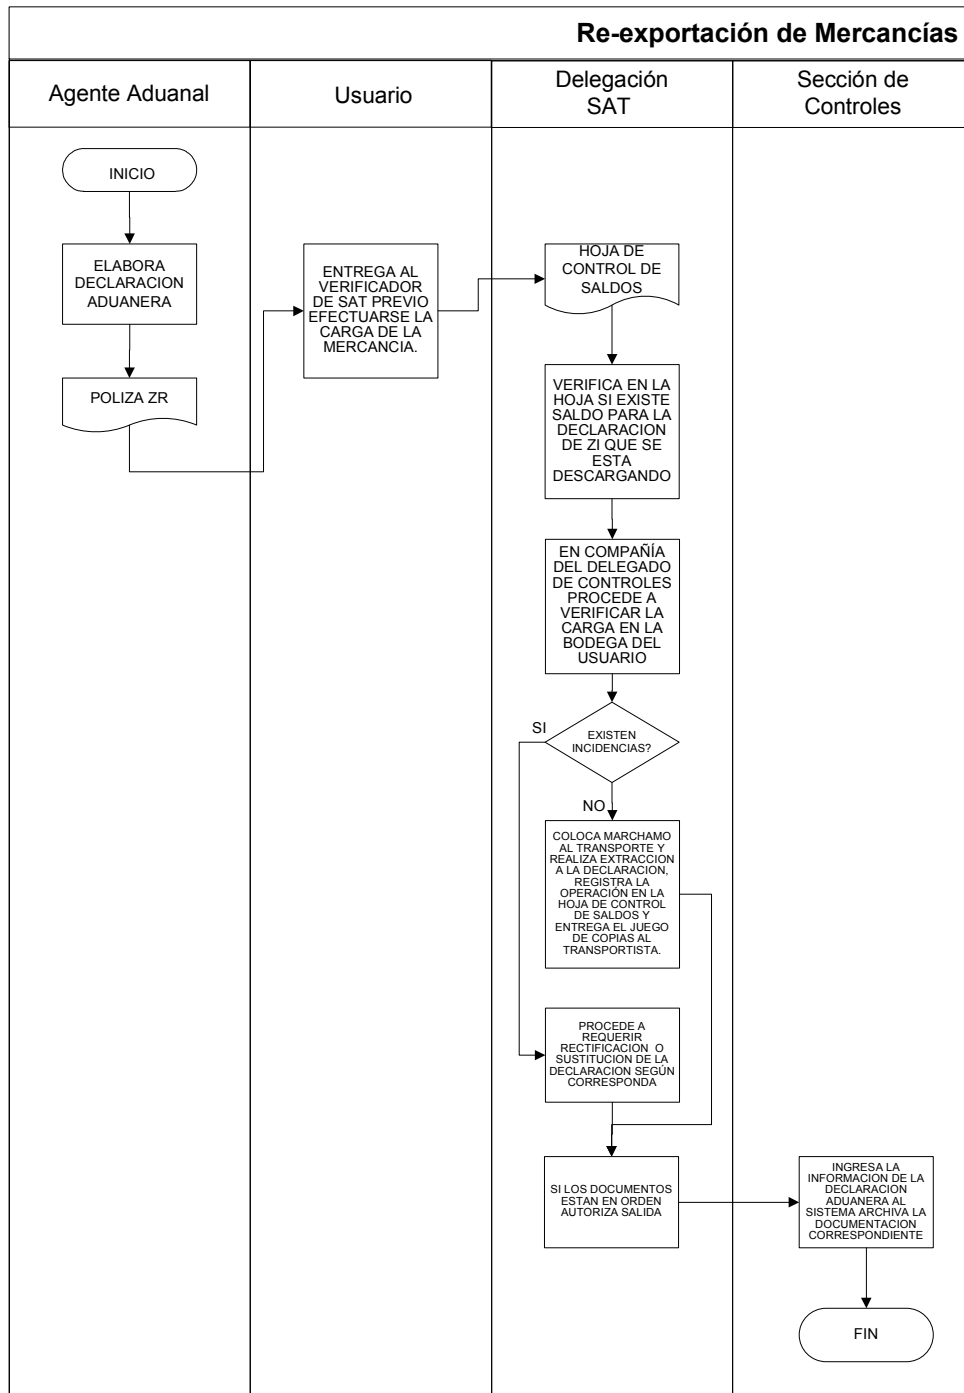 Re-exportación de Mercancías
Agente Aduanal
Usuario
Delegación
SAT
Sección de
Controles
INICIO
ELABORA
DECLARACION
ADUANERA
POLIZA ZR
ENTREGA AL
VERIFICADOR
DE SAT PREVIO
EFECTUARSE LA
CARGA DE LA
MERCANCIA.
HOJA DE
CONTROL DE
SALDOS
VERIFICA EN LA
HOJA SI EXISTE
SALDO PARA LA
DECLARACION
DE ZI QUE SE
ESTA
DESCARGANDO
EN COMPAÑÍA
DEL DELEGADO
DE CONTROLES
PROCEDE A
VERIFICAR LA
CARGA EN LA
BODEGA DEL
USUARIO
EXISTEN
INCIDENCIAS?
SI
NO
COLOCA MARCHAMO
AL TRANSPORTE Y
REALIZA EXTRACCION
A LA DECLARACION,
REGISTRA LA
OPERACIÓN EN LA
HOJA DE CONTROL
DE SALDOS Y
ENTREGA EL JUEGO
DE COPIAS AL
TRANSPORTISTA.
PROCEDE A
REQUERIR
RECTIFICACION O
SUSTITUCION DE LA
DECLARACION SEGÚN
CORRESPONDA
SI LOS DOCUMENTOS
ESTAN EN ORDEN
AUTORIZA SALIDA
INGRESA LA
INFORMACION DE LA
DECLARACION
ADUANERA AL
SISTEMA ARCHIVA LA
DOCUMENTACION
CORRESPONDIENTE
FIN